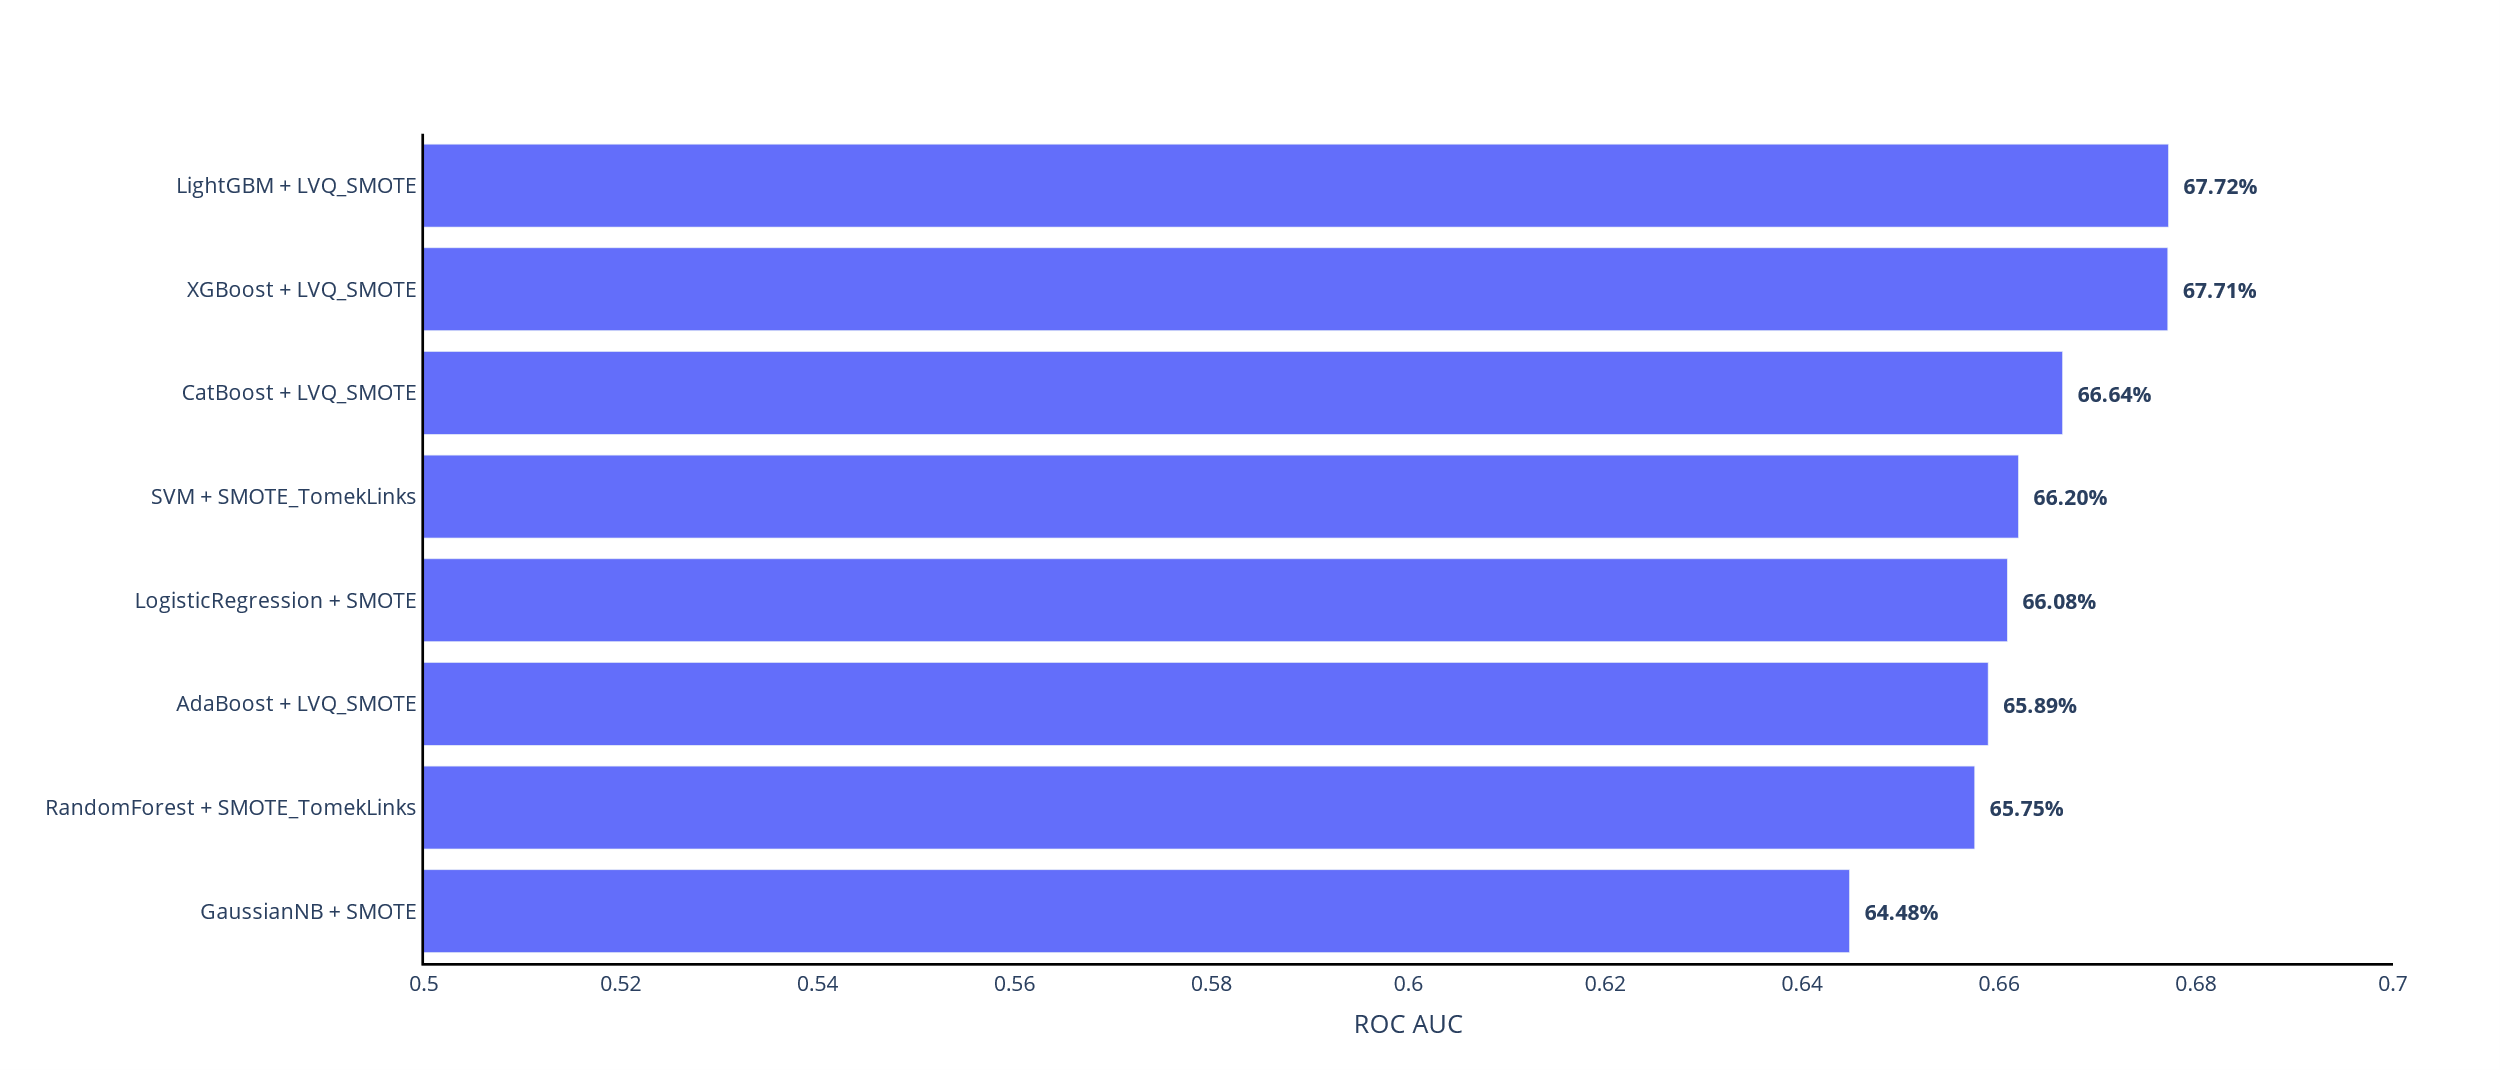 LightGBM + LVQ_SMOTE 67.72%
XGBoost + LVQ_SMOTE 67.71%
CatBoost + LVQ_SMOTE 66.64%
SVM + SMOTE_TomekLinks 66.20%
LogisticRegression + SMOTE 66.08%
AdaBoost + LVQ_SMOTE 65.89%
RandomForest + SMOTE_TomekLinks 65.75%
GaussianNB + SMOTE 64.48%
0.5 0.52 0.54 0.56 0.58 0.6 0.62 0.64 0.66 0.68 0.7
ROC AUC